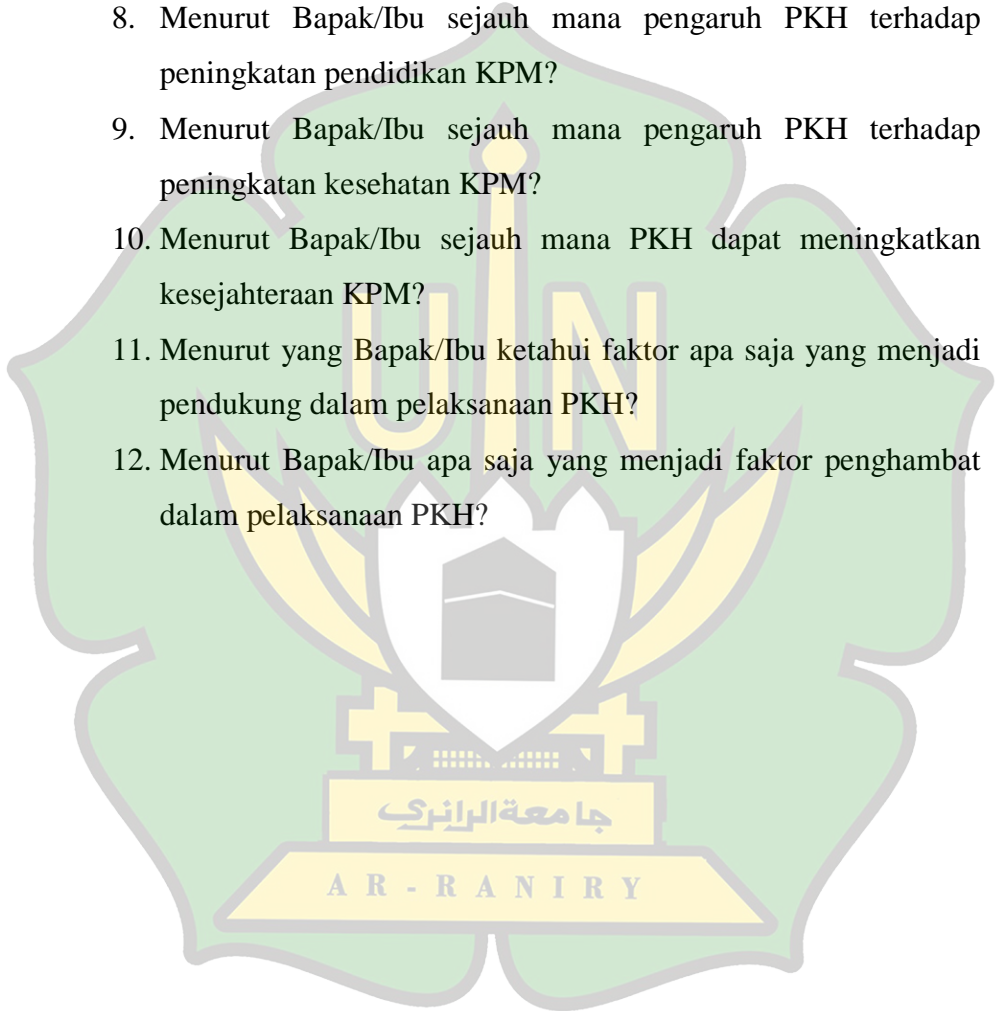 8. Menurut Bapak/Ibu sejauh mana pengaruh PKH terhadap
peningkatan pendidikan KPM?
9. Menurut Bapak/Ibu sejauh mana pengaruh PKH terhadap
peningkatan kesehatan KPM?
10. Menurut Bapak/Ibu sejauh mana PKH dapat meningkatkan
kesejahteraan KPM?
11. Menurut yang Bapak/Ibu ketahui faktor apa saja yang menjadi
pendukung dalam pelaksanaan PKH?
12. Menurut Bapak/Ibu apa saja yang menjadi faktor penghambat
dalam pelaksanaan PKH?
UIN
جامعة الرانري
AR-RANIRY